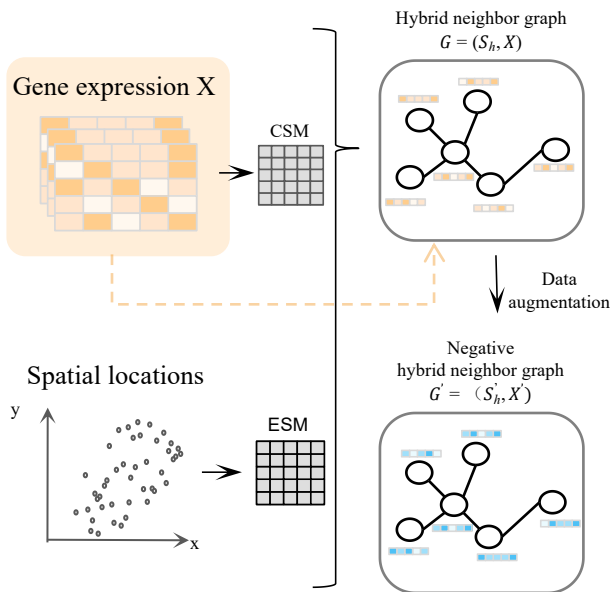 Hybrid neighbor graph
G = (S_h, X)
Gene expression X
CSM
Data
augmentation
Negative
hybrid neighbor graph
G' = （S'_h, X'）
Spatial locations
y
ESM
x